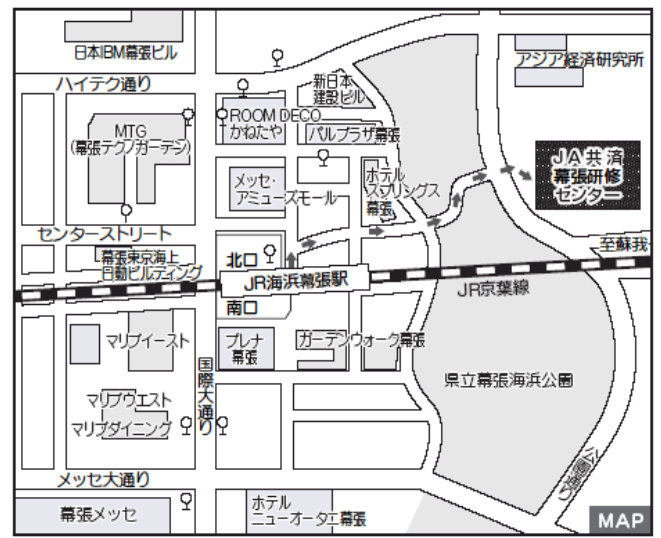 日本IBM幕張ビル
アジア経済研究所
ハイテク通り
新日本
建設ビル
ROOM DECO
かねたや
MTG
(幕張テクノガーデン)
パルプラザ幕張
JA共済
幕張研修
センター
メッセ・
アミューズモール
ホテル
スプリングス
幕張
センターストリート
幕張東京海上
日動ビルディング
北口
至蘇我
JR海浜幕張駅
JR京葉線
南口
マリブイースト
プレナ
幕張
ガーデンウォーク幕張
国際大通り
県立幕張海浜公園
マリブウエスト
マリブダイニング
メッセ大通り
公園通り
幕張メッセ
ホテル
ニューオータニ幕張
MAP